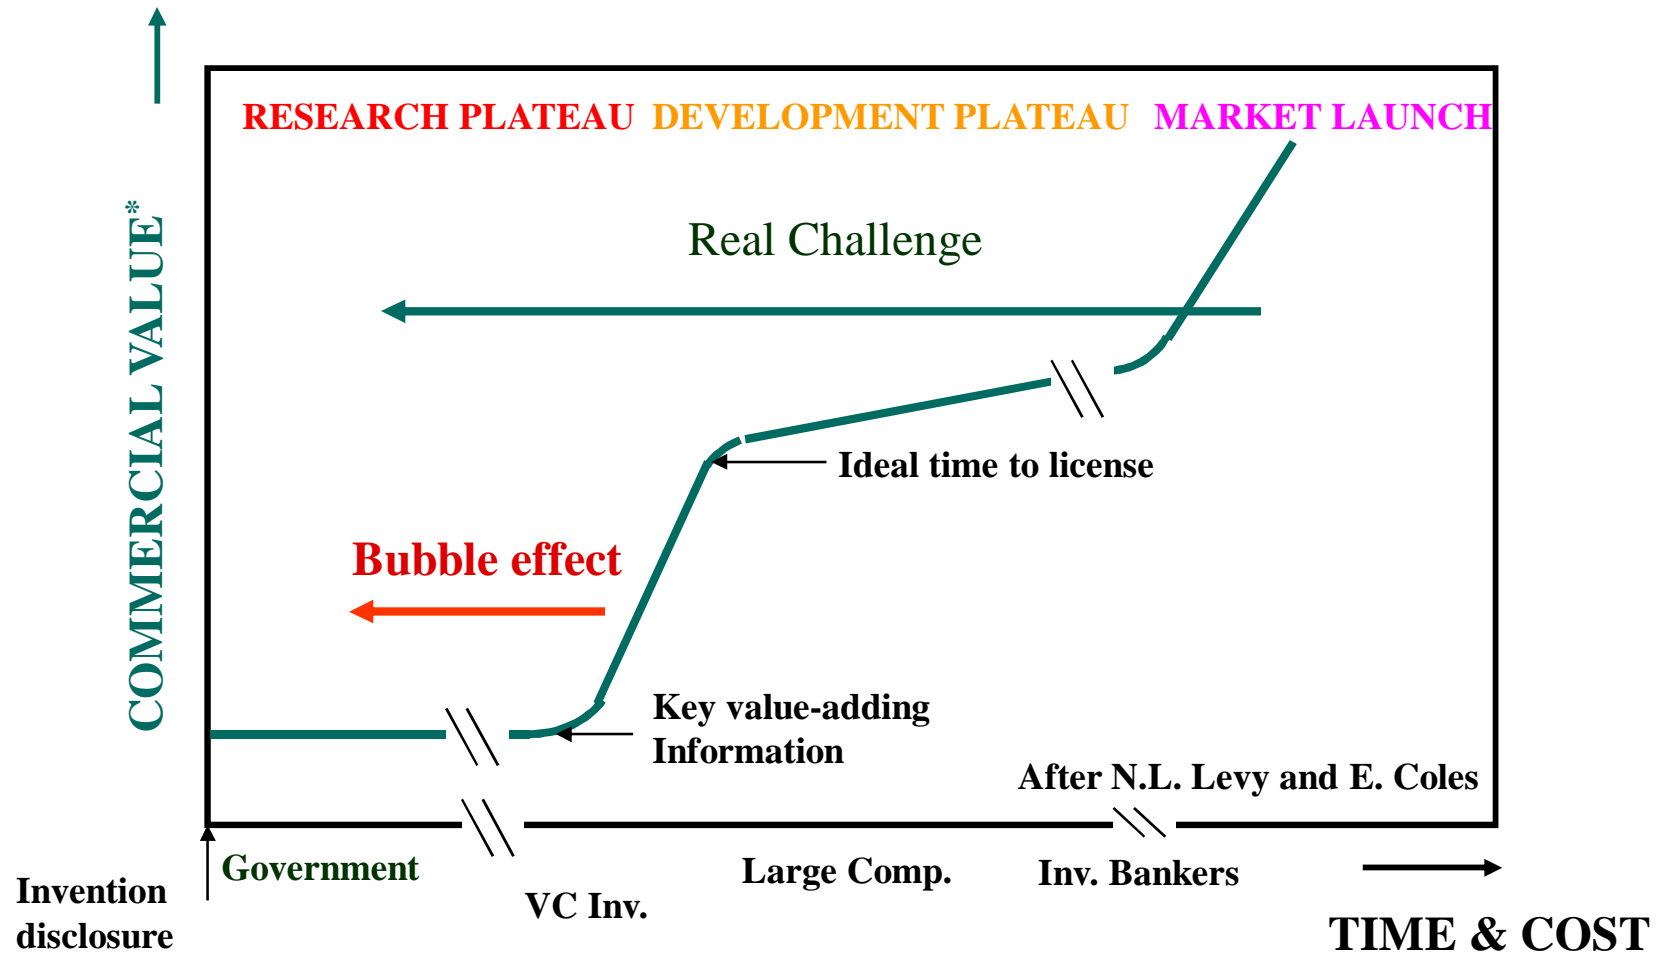 RESEARCH PLATEAU DEVELOPMENT PLATEAU MARKET LAUNCH
COMMERCIAL VALUE*
Real Challenge
Ideal time to license
Bubble effect
Key value-adding
Information
After N.L. Levy and E. Coles
Government
VC Inv.
Large Comp.
Inv. Bankers
Invention
disclosure
TIME & COST